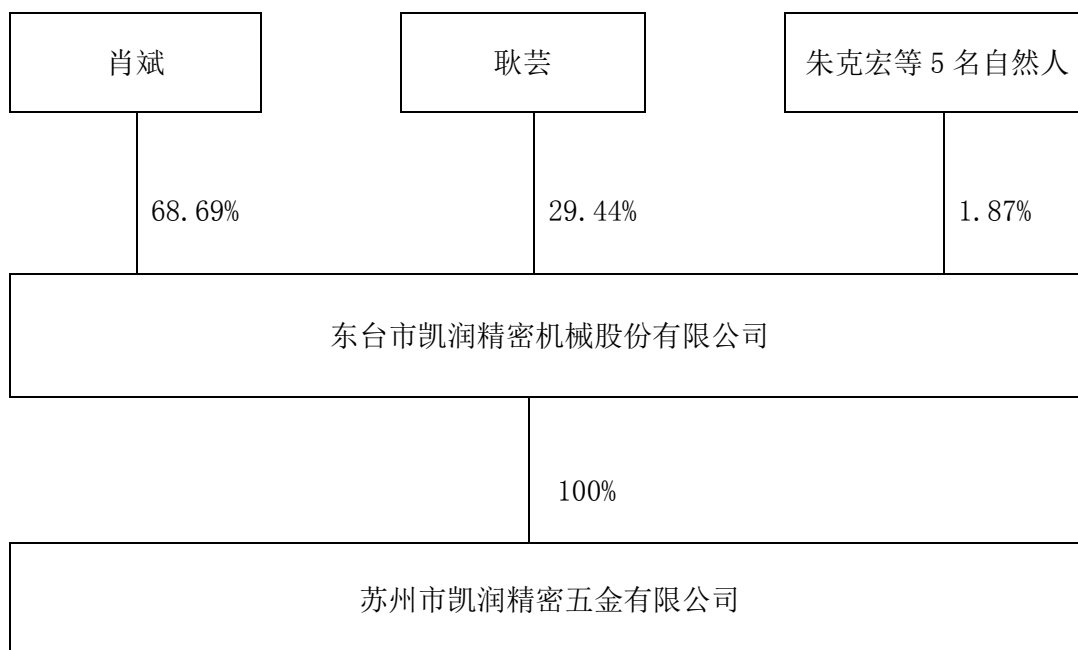 肖斌
耿芸
朱克宏等 5 名自然人
68.69%
29.44%
1.87%
东台市凯润精密机械股份有限公司
100%
苏州市凯润精密五金有限公司